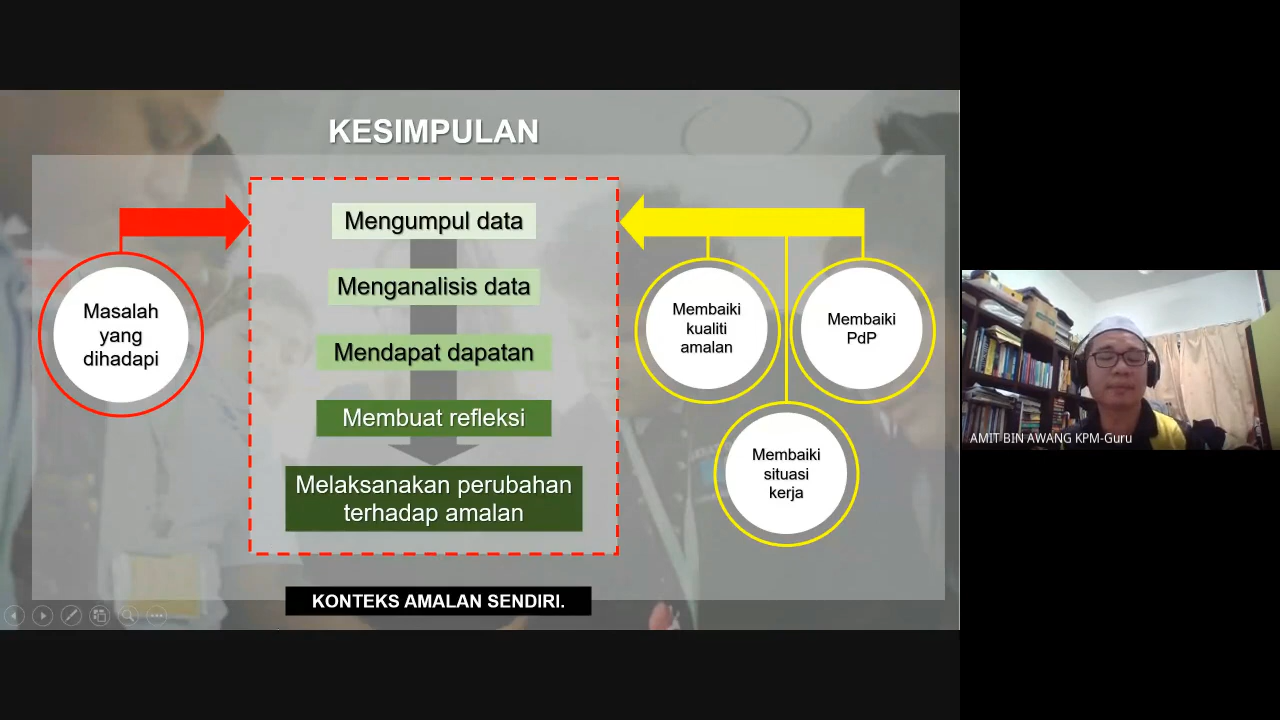 KESIMPULAN
Mengumpul data
Menganalisis data
Mendapat dapatan
Membuat refleksi
Melaksanakan perubahan
terhadap amalan
Masalah
yang
dihadapi
Membaiki
kualiti
amalan
Membaiki
PdP
Membaiki
situasi
kerja
KONTEKS AMALAN SENDIRI.
AMIT BIN AWANG KPM-Guru